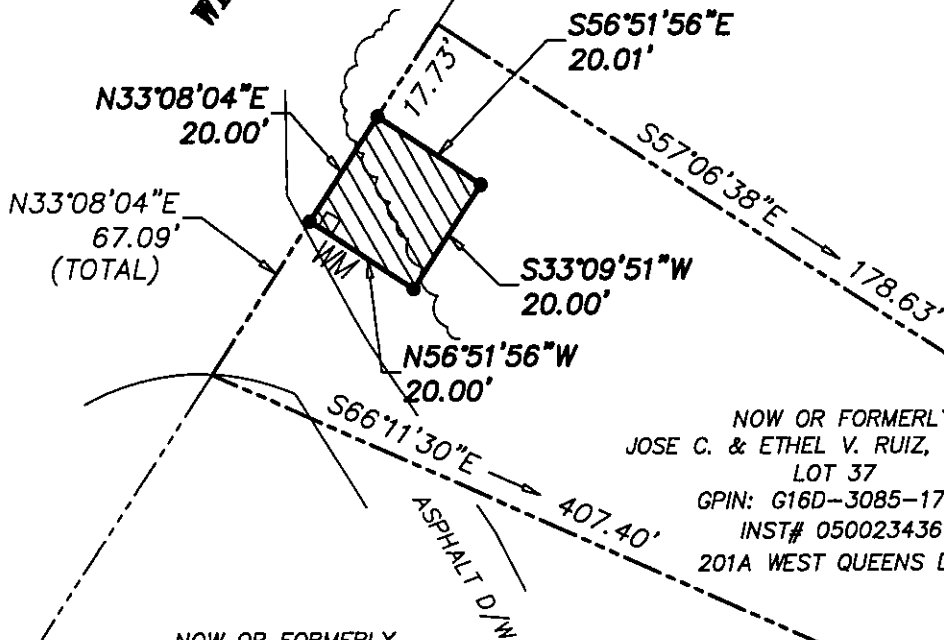 S56°51'56"E
20.01'
17.73'
N33°08'04"E
20.00'
S57°06'38"E
178.63'
N33°08'04"E
67.09'
(TOTAL)
WM
S33°09'51"W
20.00'
N56°51'56"W
20.00'
S66°11'30"E
407.40'
NOW OR FORMERLY
JOSE C. & ETHEL V. RUIZ,
LOT 37
GPIN: G16D-3085-17
INST# 050023436
201A WEST QUEENS
ASPHALT D/W
NOW OR FORMERLY